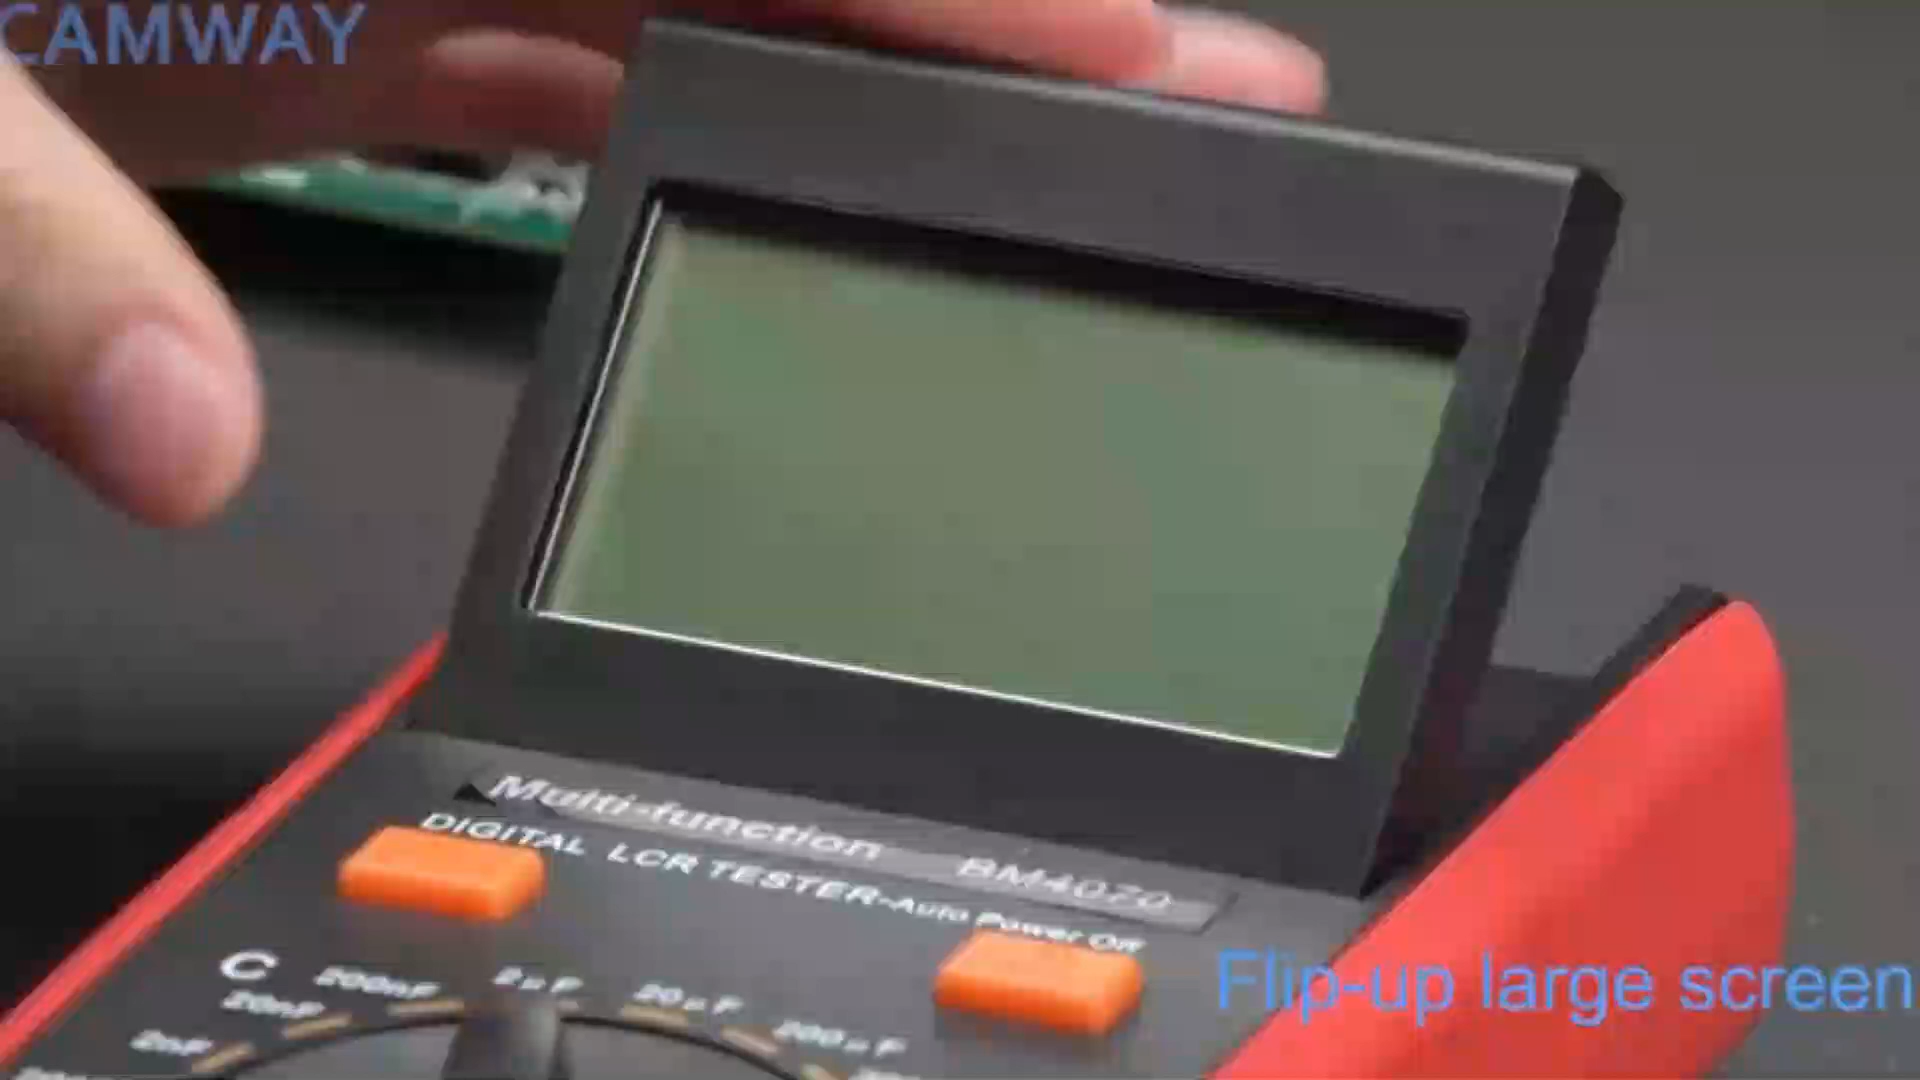 CAMWAY
Multi-function BM4070
DIGITAL LCR TESTER-Auto Power Off
C
200nF
2µF
20µF
20nF
200µF
2nF
Flip-up large screen